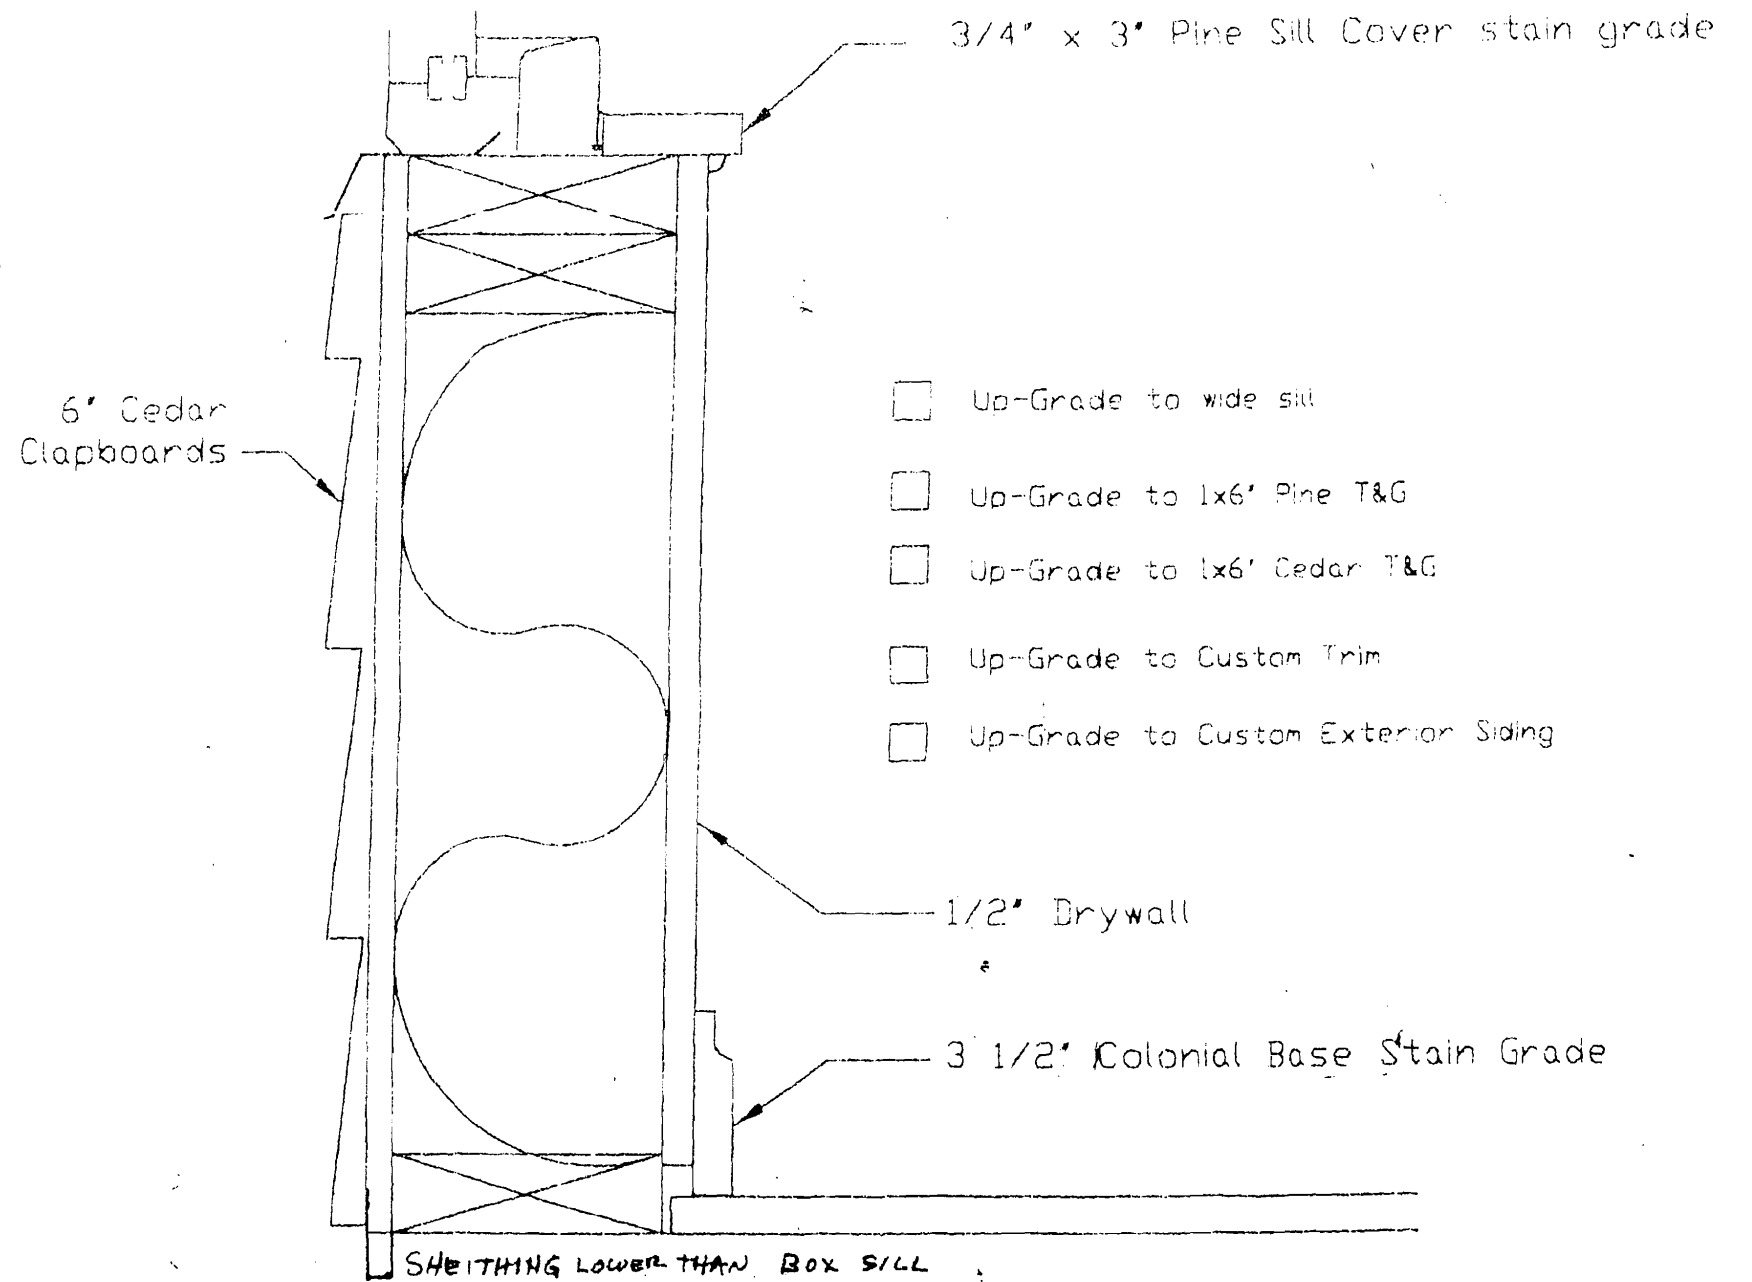 3/4" x 3" Pine Sill Cover stain grade
6" Cedar
Clapboards
Up-Grade to wide sill
Up-Grade to 1x6" Pine T&G
Up-Grade to 1x6" Cedar T&G
Up-Grade to Custom Trim
Up-Grade to Custom Exterior Siding
1/2" Drywall
3 1/2" Colonial Base Stain Grade
SHEITHING LOWER THAN BOX SILL